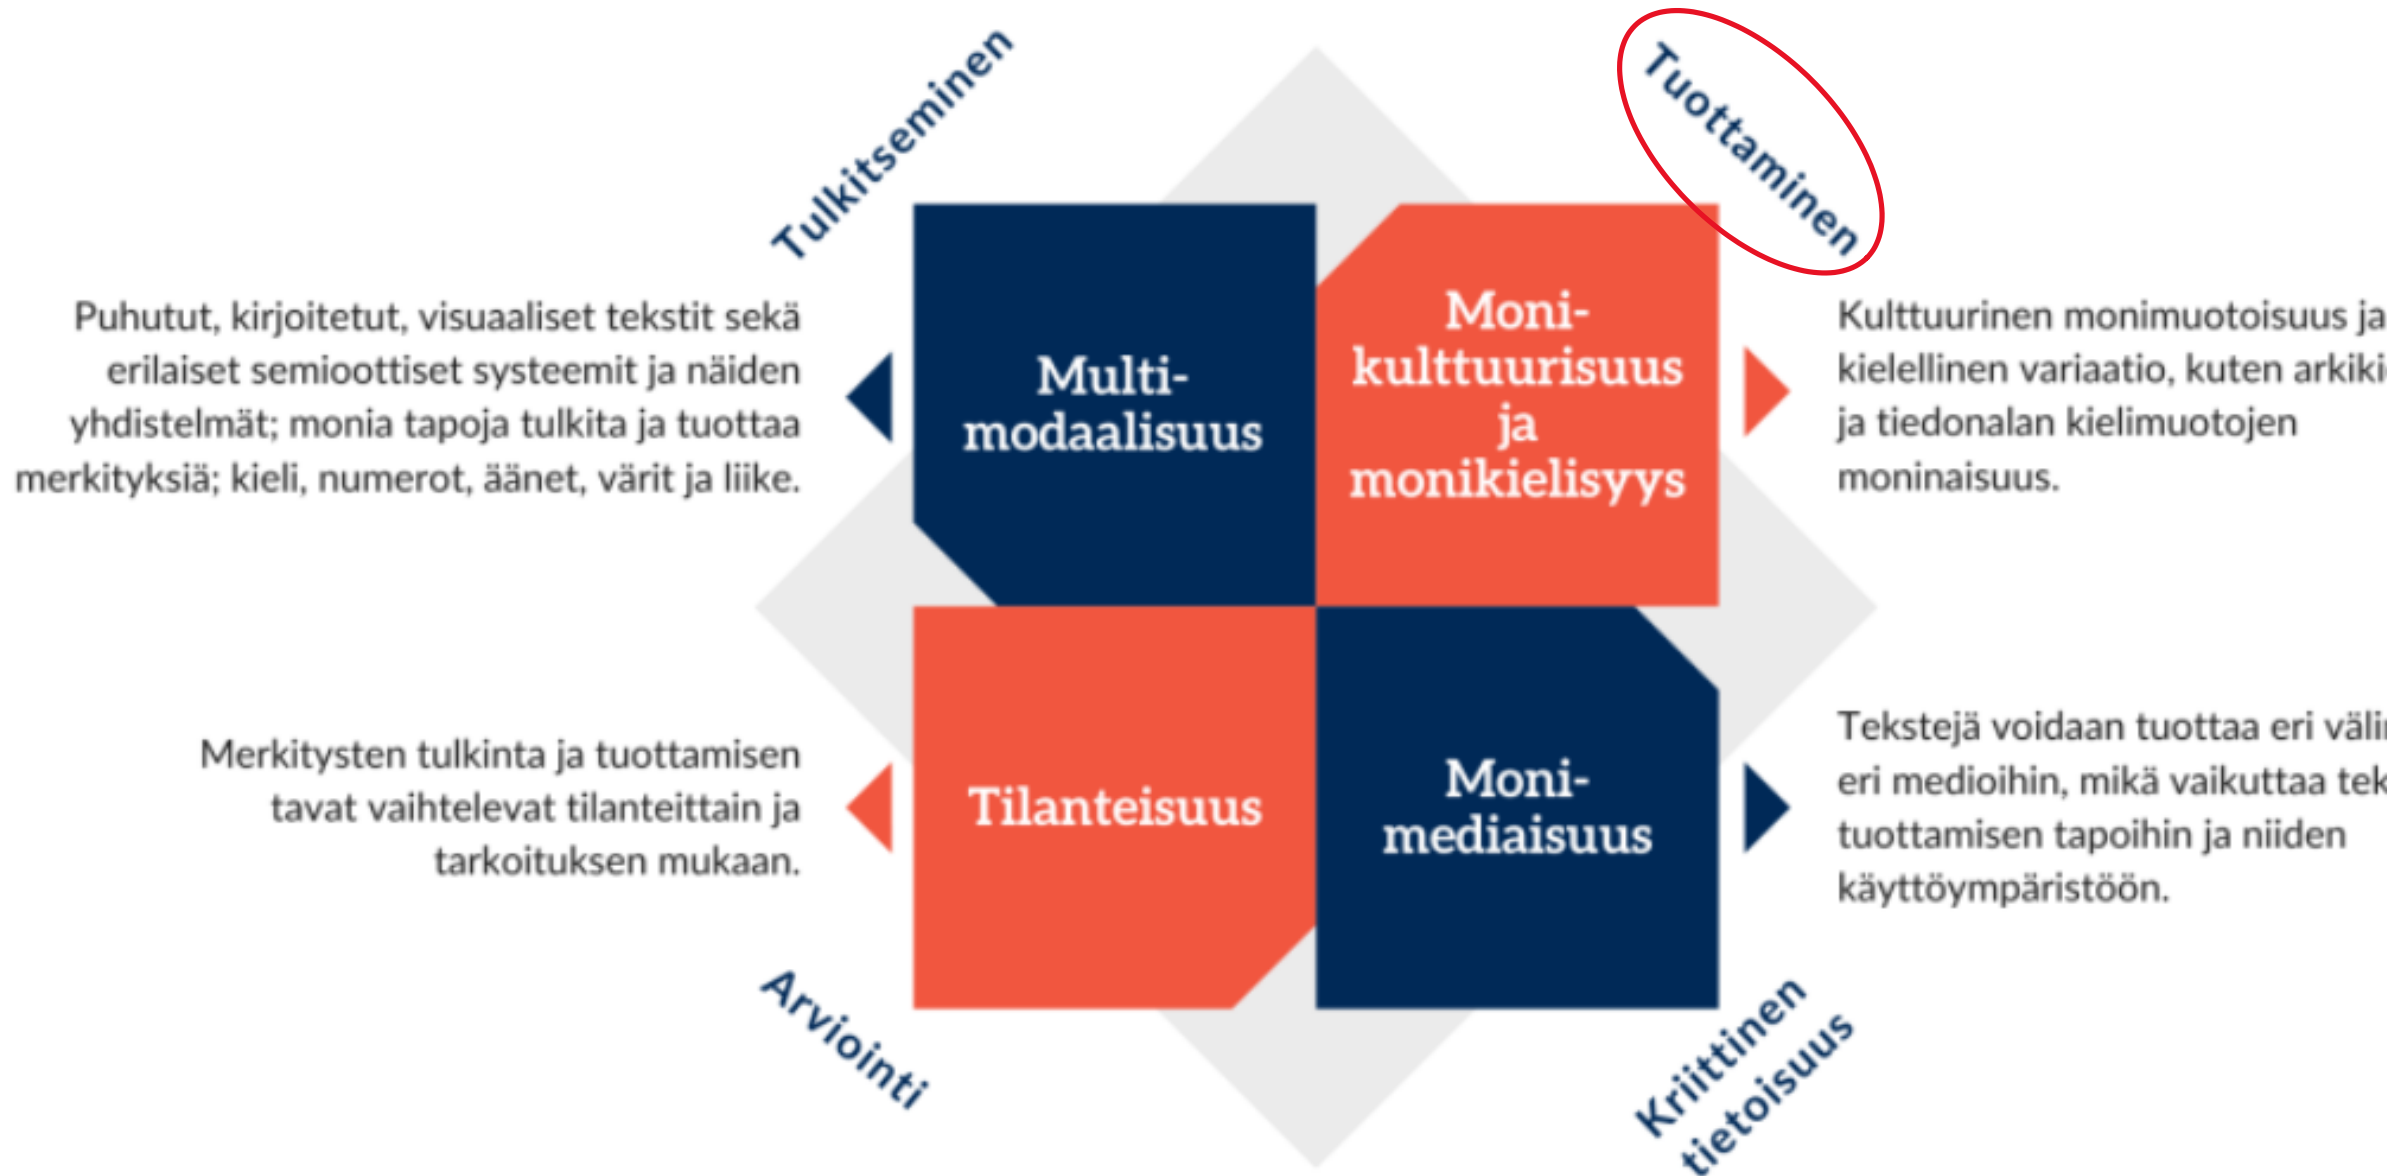 Tulkitseminen
Tuottaminen
Puhutut, kirjoitetut, visuaaliset tekstit sekä
erilaiset semioottiset systeemit ja näiden
yhdistelmät; monia tapoja tulkita ja tuottaa
merkityksiä; kieli, numerot, äänet, värit ja liike.
Multi-
modaalisuus
Moni-
kulttuurisuus
ja
monikielisyys
Kulttuurinen monimuotoisuus ja
kielellinen variaatio, kuten
ja tiedonalan kielimuotojen
moninaisuus.
Merkitysten tulkinta ja tuottamisen
tavat vaihtelevat tilanteittain ja
tarkoituksen mukaan.
Tilanteisuus
Moni-
mediaisuus
Tekstejä voidaan tuottaa eri
eri medioihin, mikä vaikuttaa
tuottamisen tapoihin ja niiden
käyttöympäristöön.
Arviointi
Kriittinen
tietoisuus